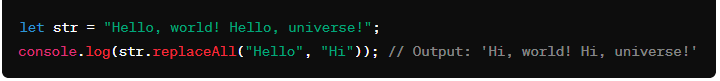 let str = "Hello, world! Hello, universe!";
console.log(str.replaceAll("Hello", "Hi")); // Output: 'Hi, world! Hi, universe!'